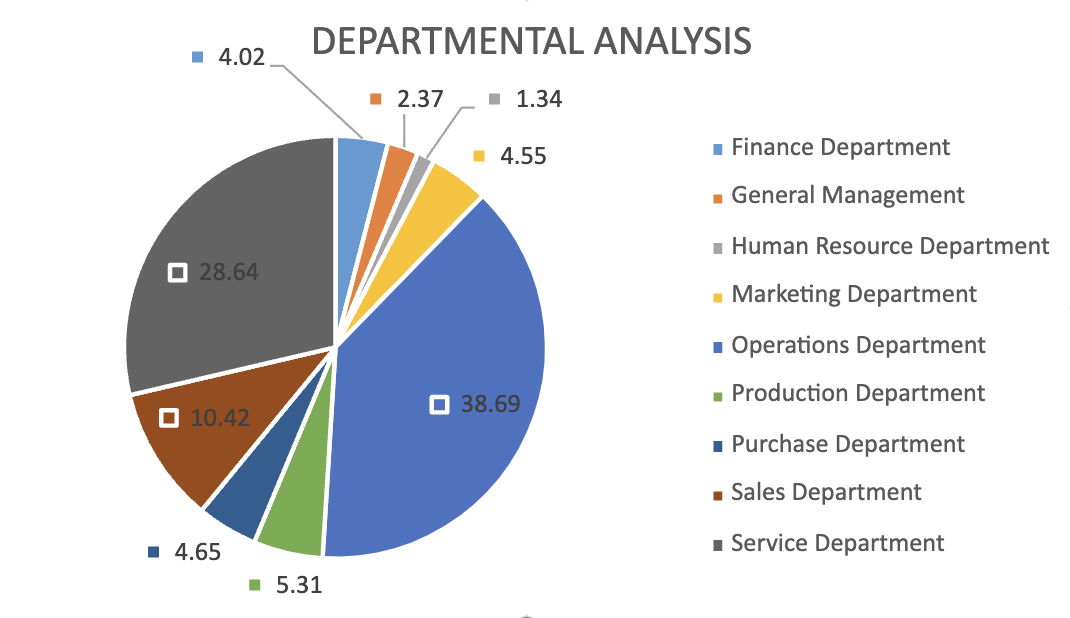 DEPARTMENTAL ANALYSIS
4.02
2.37
1.34
4.55
28.64
38.69
10.42
4.65
5.31
Finance Department
General Management
Human Resource Department
Marketing Department
Operations Department
Production Department
Purchase Department
Sales Department
Service Department